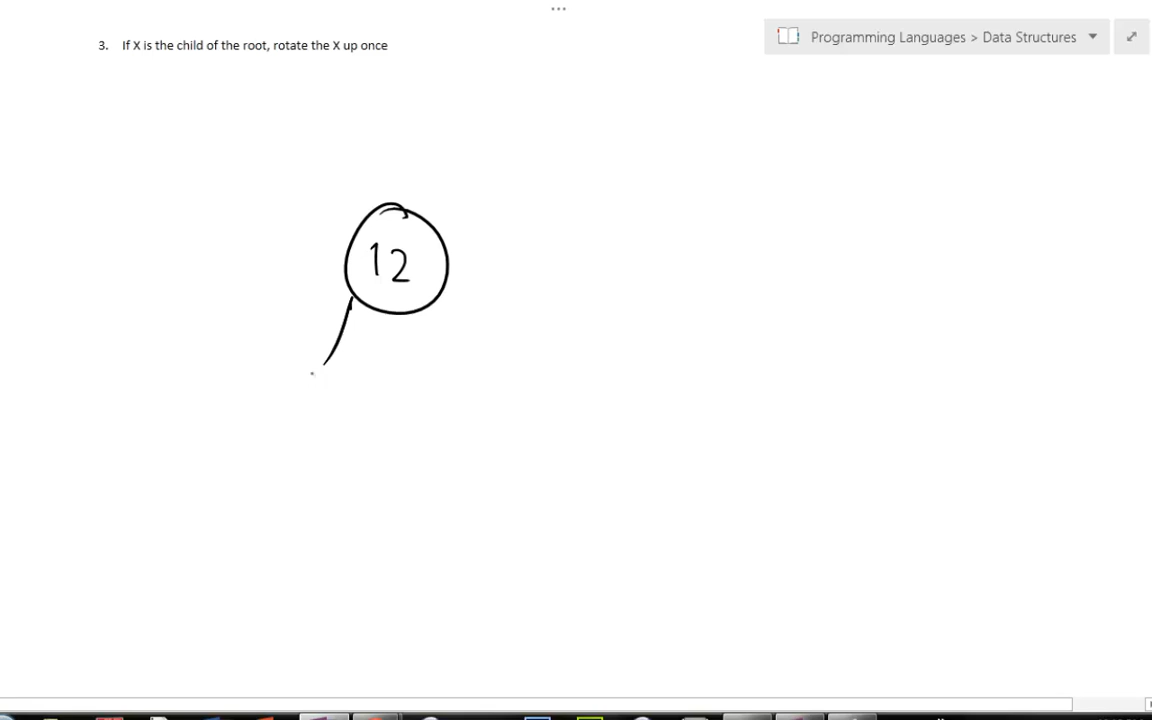 3. If X is the child of the root, rotate the X up once
Programming Languages > Data Structures
12